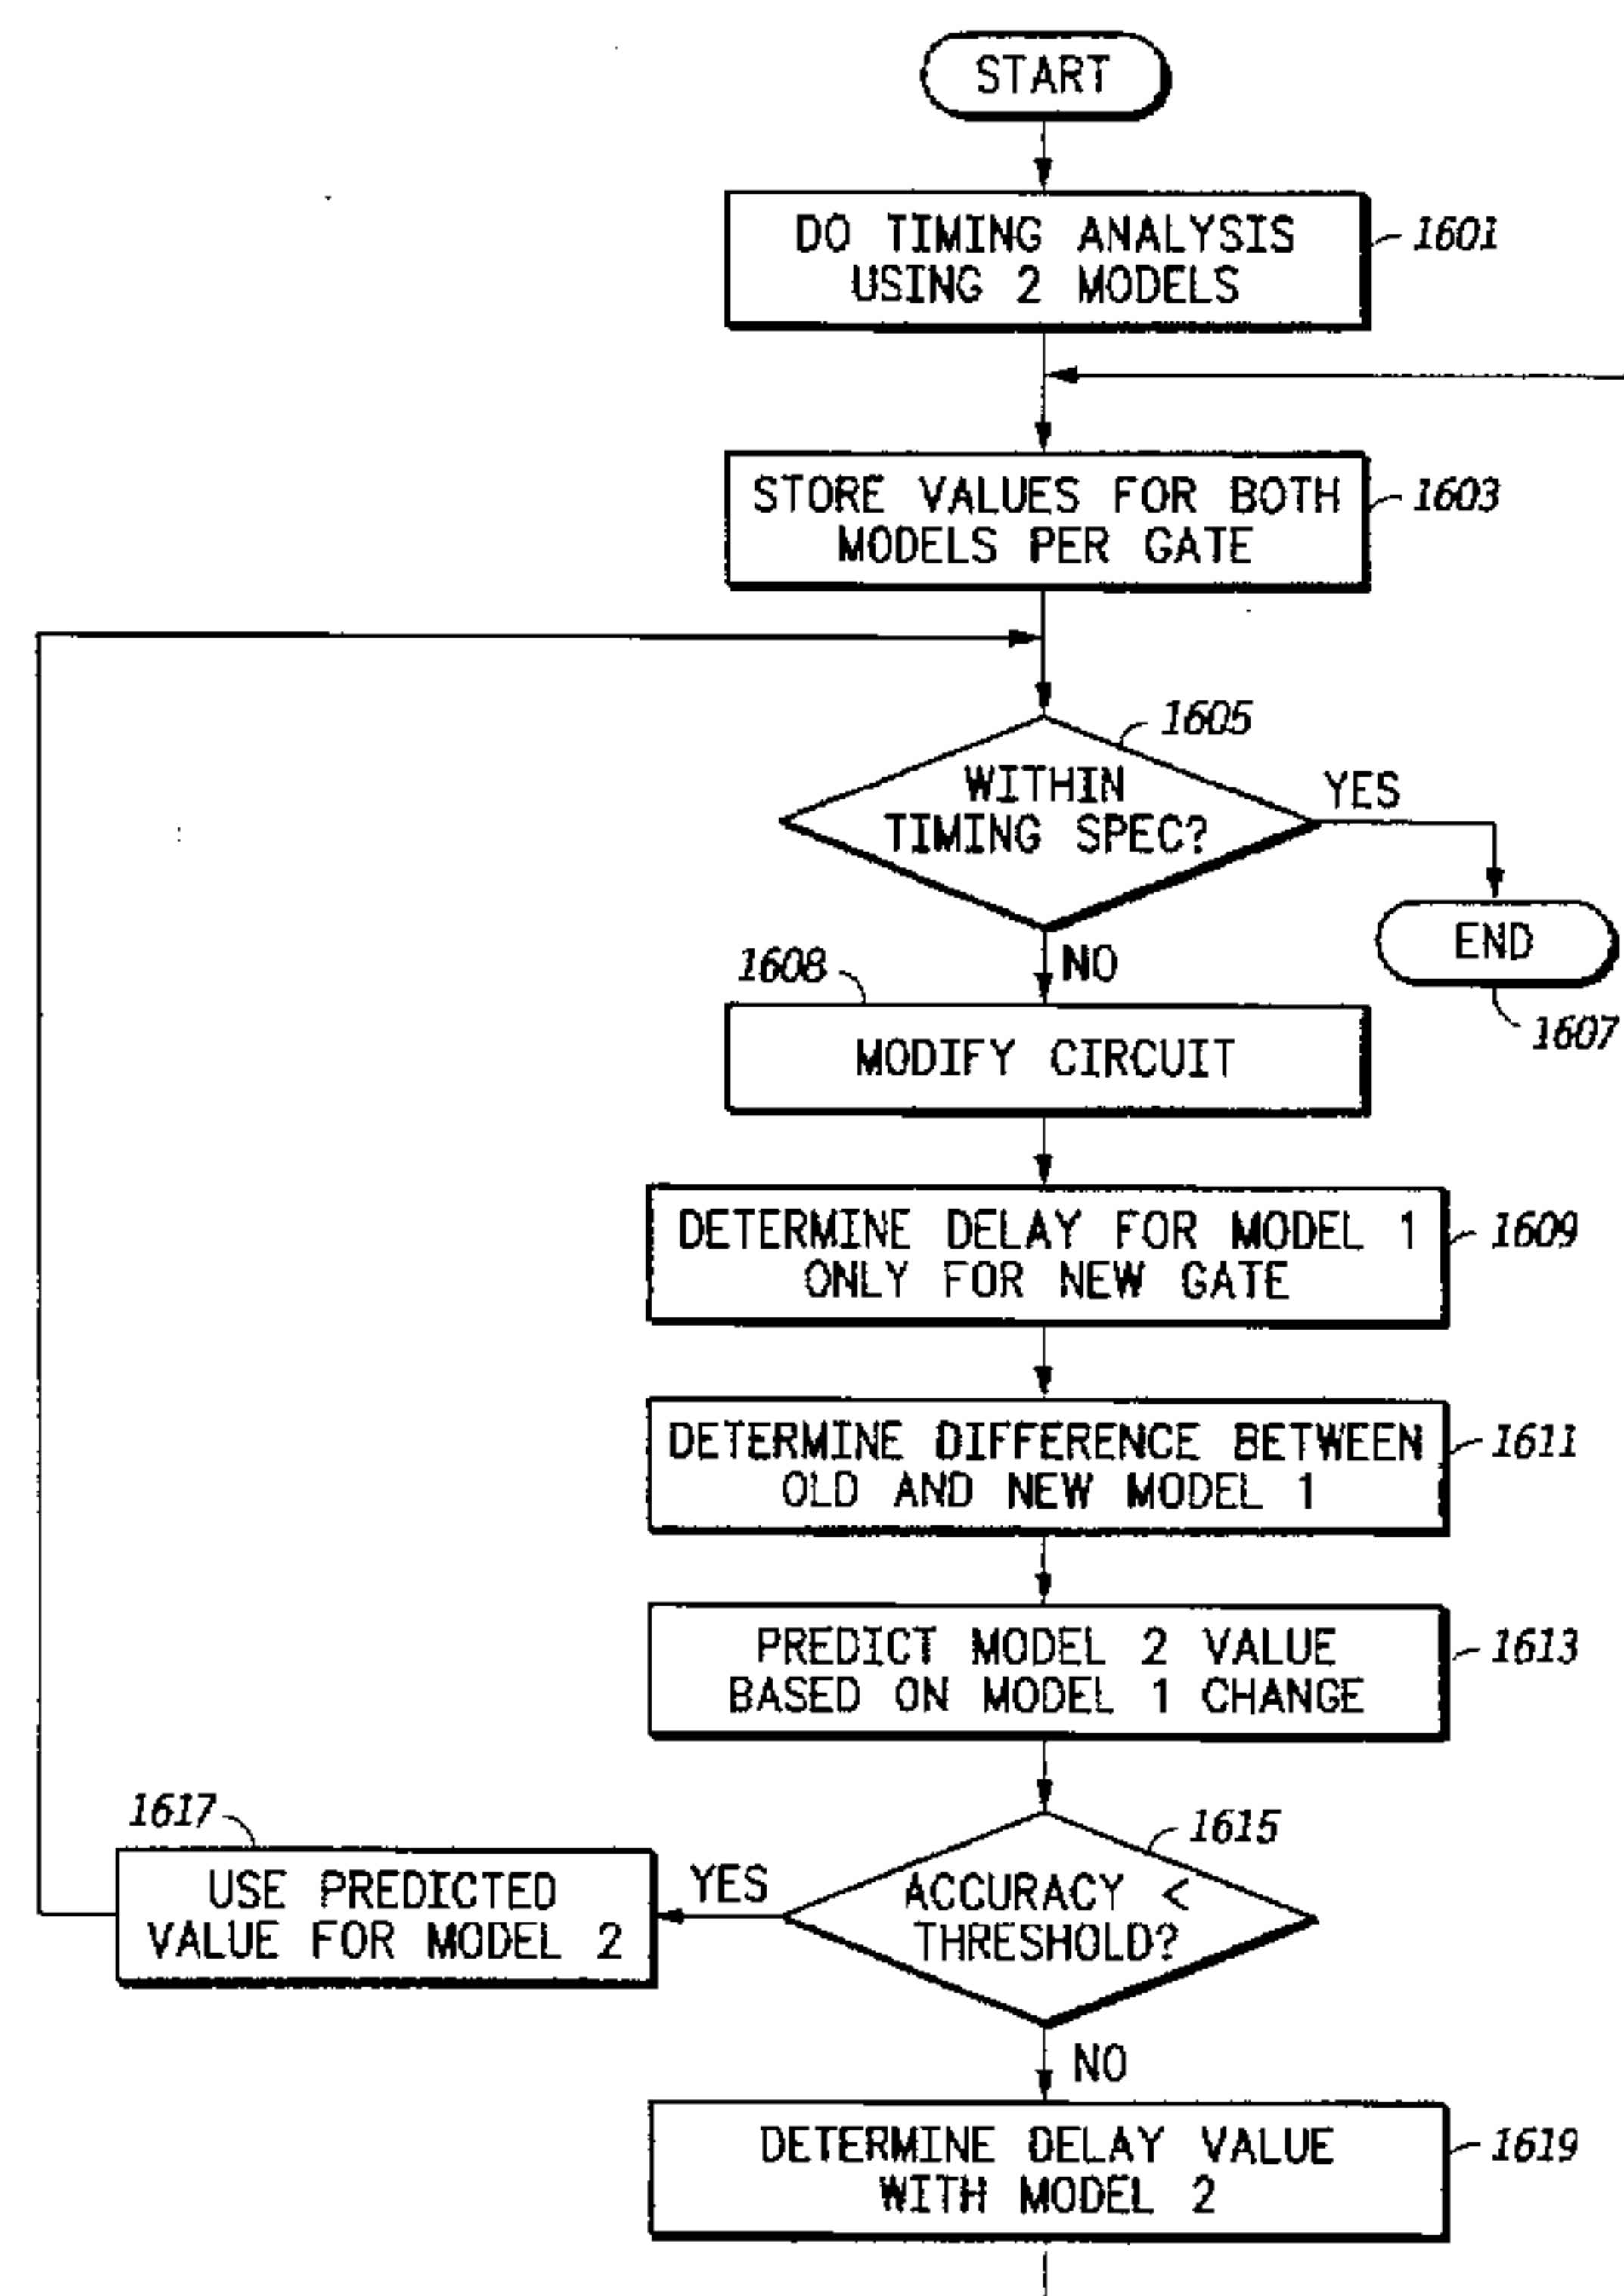 START
DO TIMING ANALYSIS
USING 2 MODELS
1601
STORE VALUES FOR BOTH
MODELS PER GATE
1603
1605
WITHIN
TIMING SPEC?
YES
END
1607
NO
1608
MODIFY CIRCUIT
DETERMINE DELAY FOR MODEL 1
ONLY FOR NEW GATE
1609
DETERMINE DIFFERENCE BETWEEN
OLD AND NEW MODEL 1
1611
PREDICT MODEL 2 VALUE
BASED ON MODEL 1 CHANGE
1613
1615
ACCURACY <
THRESHOLD?
YES
1617
USE PREDICTED
VALUE FOR MODEL 2
NO
DETERMINE DELAY VALUE
WITH MODEL 2
1619